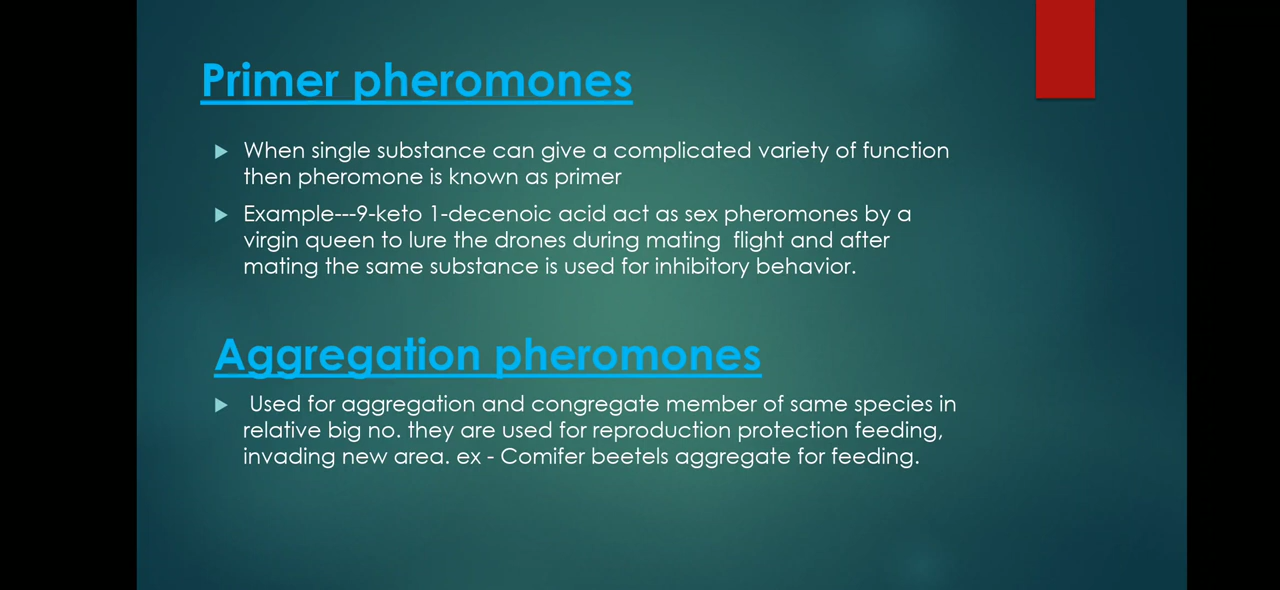 Primer pheromones
When single substance can give a complicated variety of function
then pheromone is known as primer
Example---9-keto 1-decenoic acid act as sex pheromones by a
virgin queen to lure the drones during mating  flight and after
mating the same substance is used for inhibitory behavior.
Aggregation pheromones
Used for aggregation and congregate member of same species in
relative big no. they are used for reproduction protection feeding,
invading new area. ex - Comifer beetels aggregate for feeding.